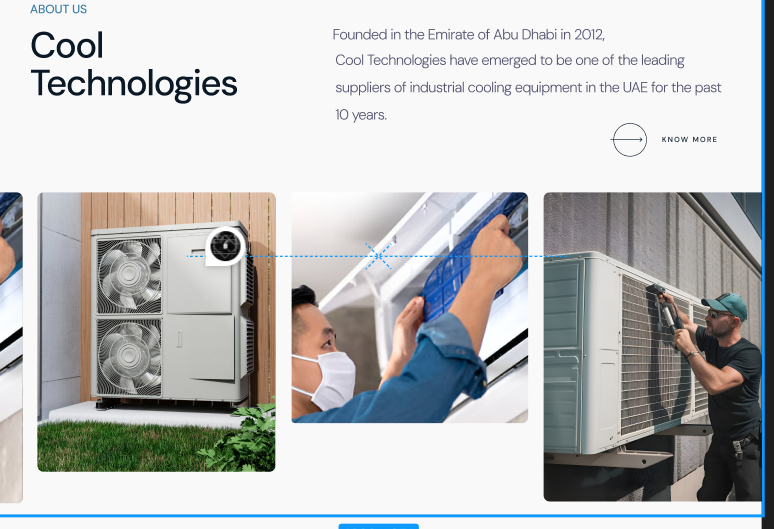 ABOUT US
Cool
Technologies
Founded in the Emirate of Abu Dhabi in 2012,
Cool Technologies have emerged to be one of the leading
suppliers of industrial cooling equipment in the UAE for the past
10 years.
KNOW MORE